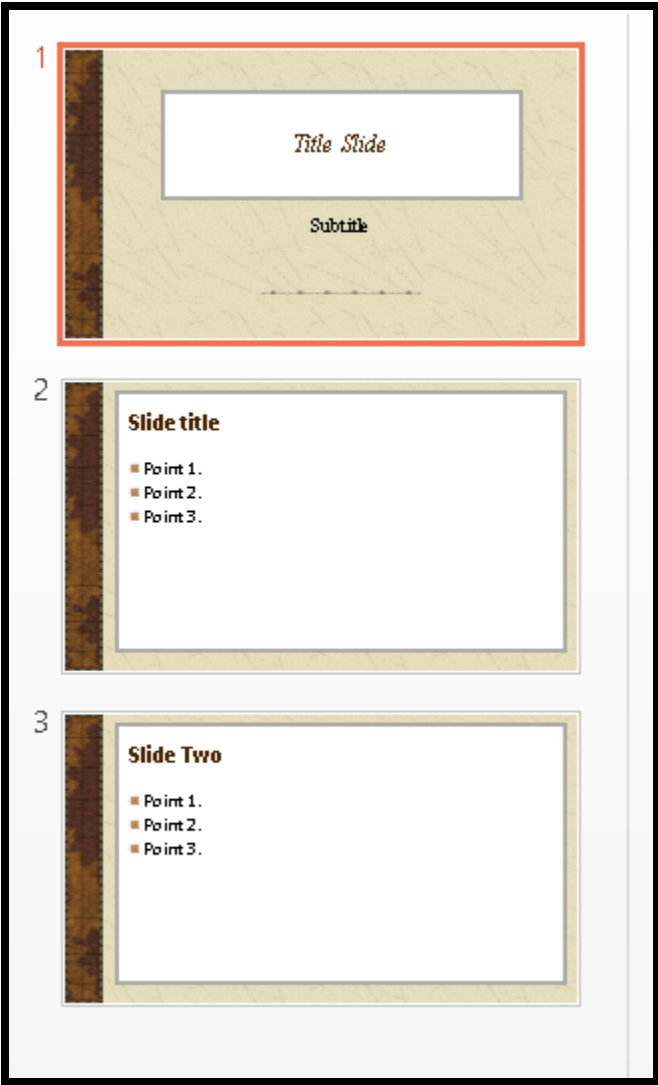 1
Title Slide
Subtitle
2
Slide title
Point 1.
Point 2.
Point 3.
3
Slide Two
Point 1.
Point 2.
Point 3.